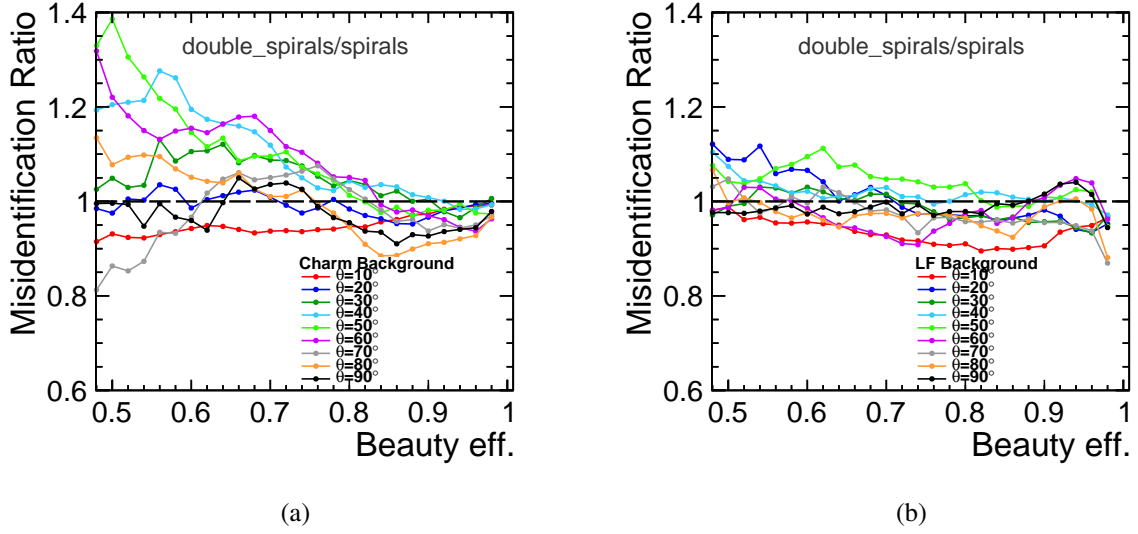 Misidentification Ratio
1.4
1.2
1
0.8
0.6
double_spirals/spirals
Charm Background
θ=10°
θ=20°
θ=30°
θ=40°
θ=50°
θ=60°
θ=70°
θ=80°
θ=90°
0.5 0.6 0.7 0.8 0.9 1
Beauty eff.
(a)
Misidentification Ratio
1.4
1.2
1
0.8
0.6
double_spirals/spirals
LF Background
θ=10°
θ=20°
θ=30°
θ=40°
θ=50°
θ=60°
θ=70°
θ=80°
θ=90°
0.5 0.6 0.7 0.8 0.9 1
Beauty eff.
(b)